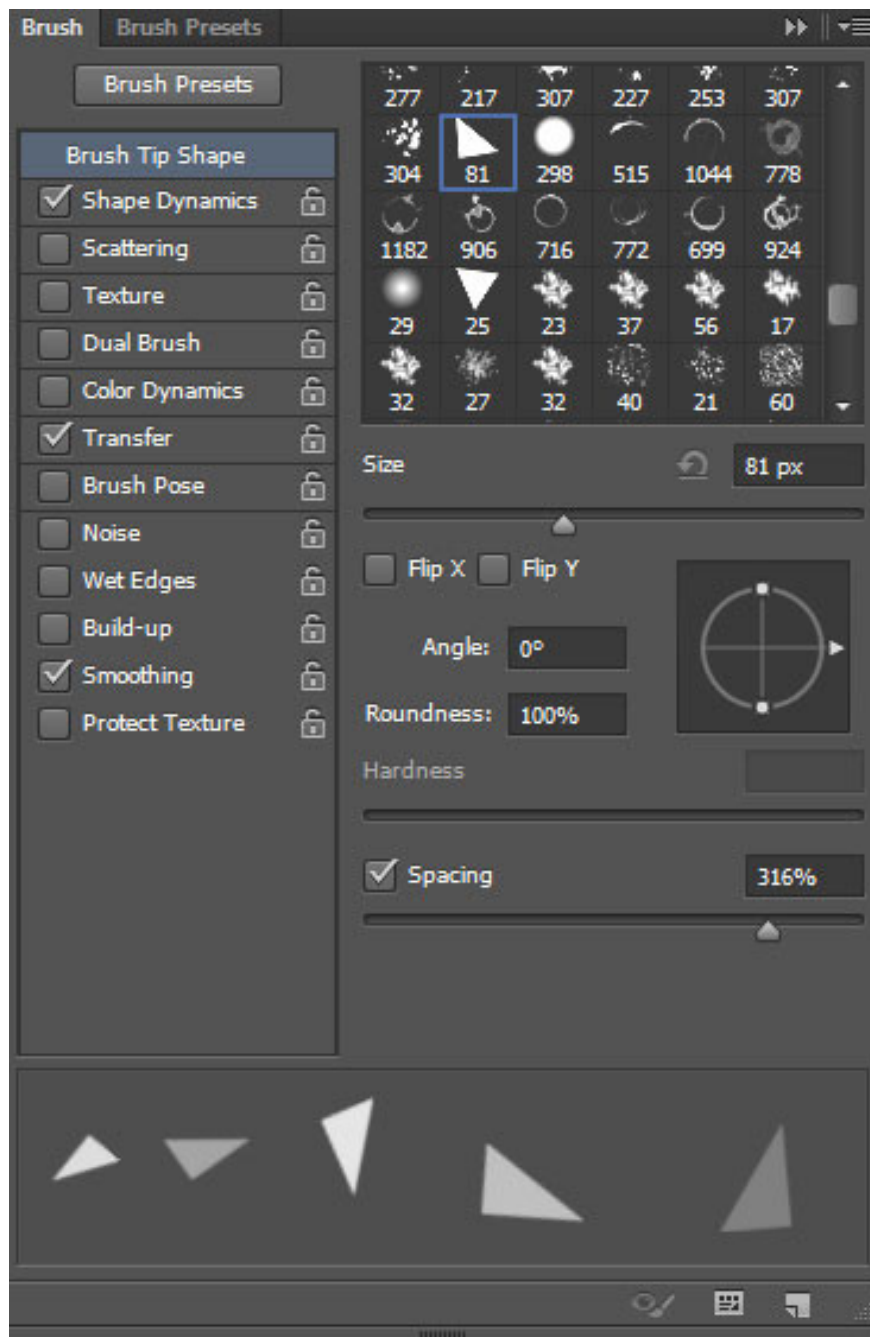 Brush Brush Presets
Brush Presets
Brush Tip Shape
Shape Dynamics
Scattering
Texture
Dual Brush
Color Dynamics
Transfer
Brush Pose
Noise
Wet Edges
Build-up
Smoothing
Protect Texture
277 217 307 227 253 307
304 81 298 515 1044 778
1182 906 716 772 699 924
29 25 23 37 56 17
32 27 32 40 21 60
Size 81 px
Flip X Flip Y
Angle: 0°
Roundness: 100%
Hardness
Spacing 316%